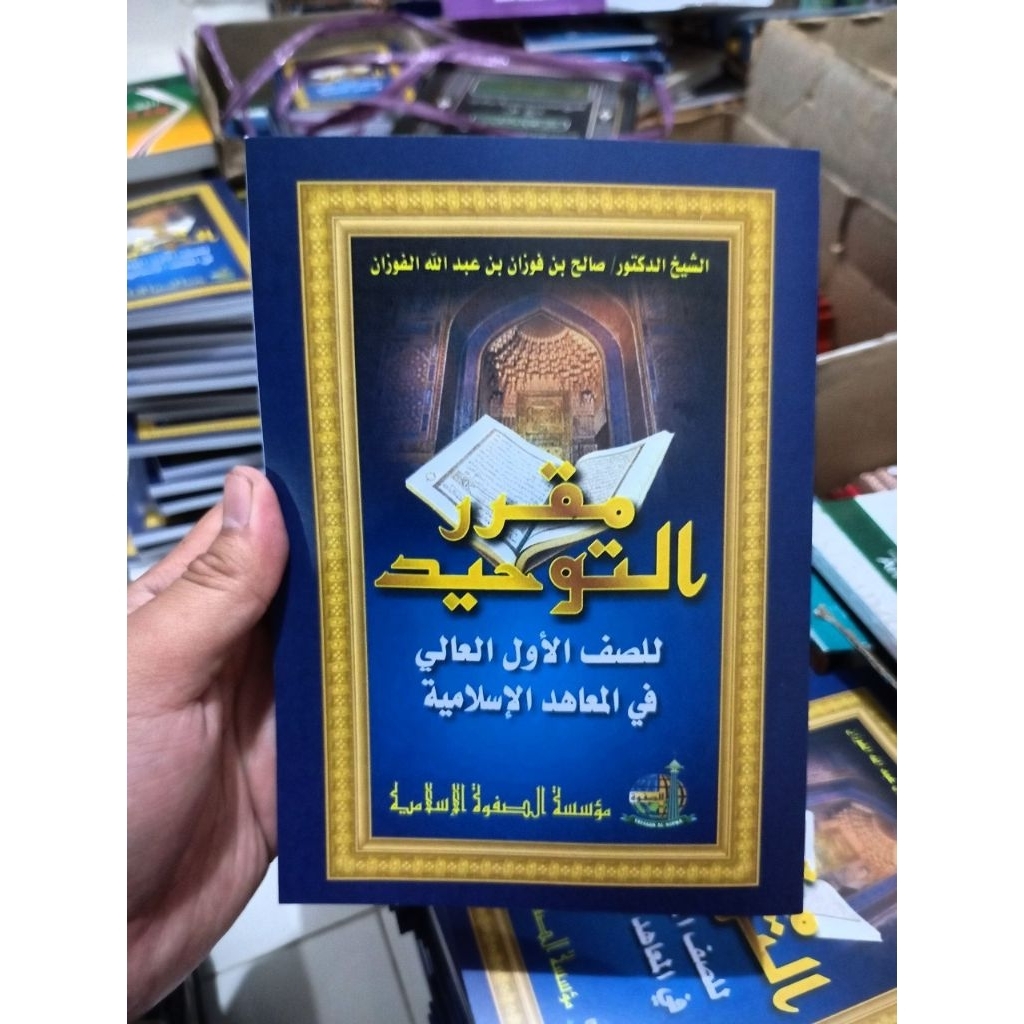 الشيخ الدكتور/ صالح بن فوزان بن عبد الله الفوزان
مقرر
التوحيد
للصف الأول العالي
في المعاهد الإسلامية
مؤسسة الصفوة الإسلامية